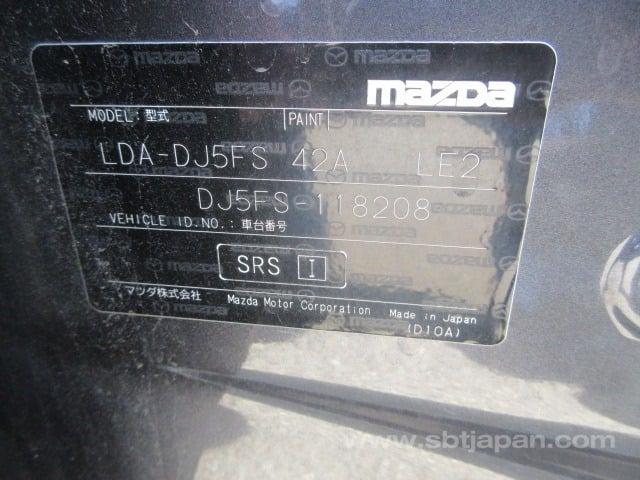 mazda
MODEL:型式 PAINT
LDA-DJ5FS 42A LE2
DJ5FS-118208
VEHICLE ID.NO.:車台番号
SRS I
マツダ株式会社 Mazda Motor Corporation Made in Japan
(D10A)
www.sbtjapan.com